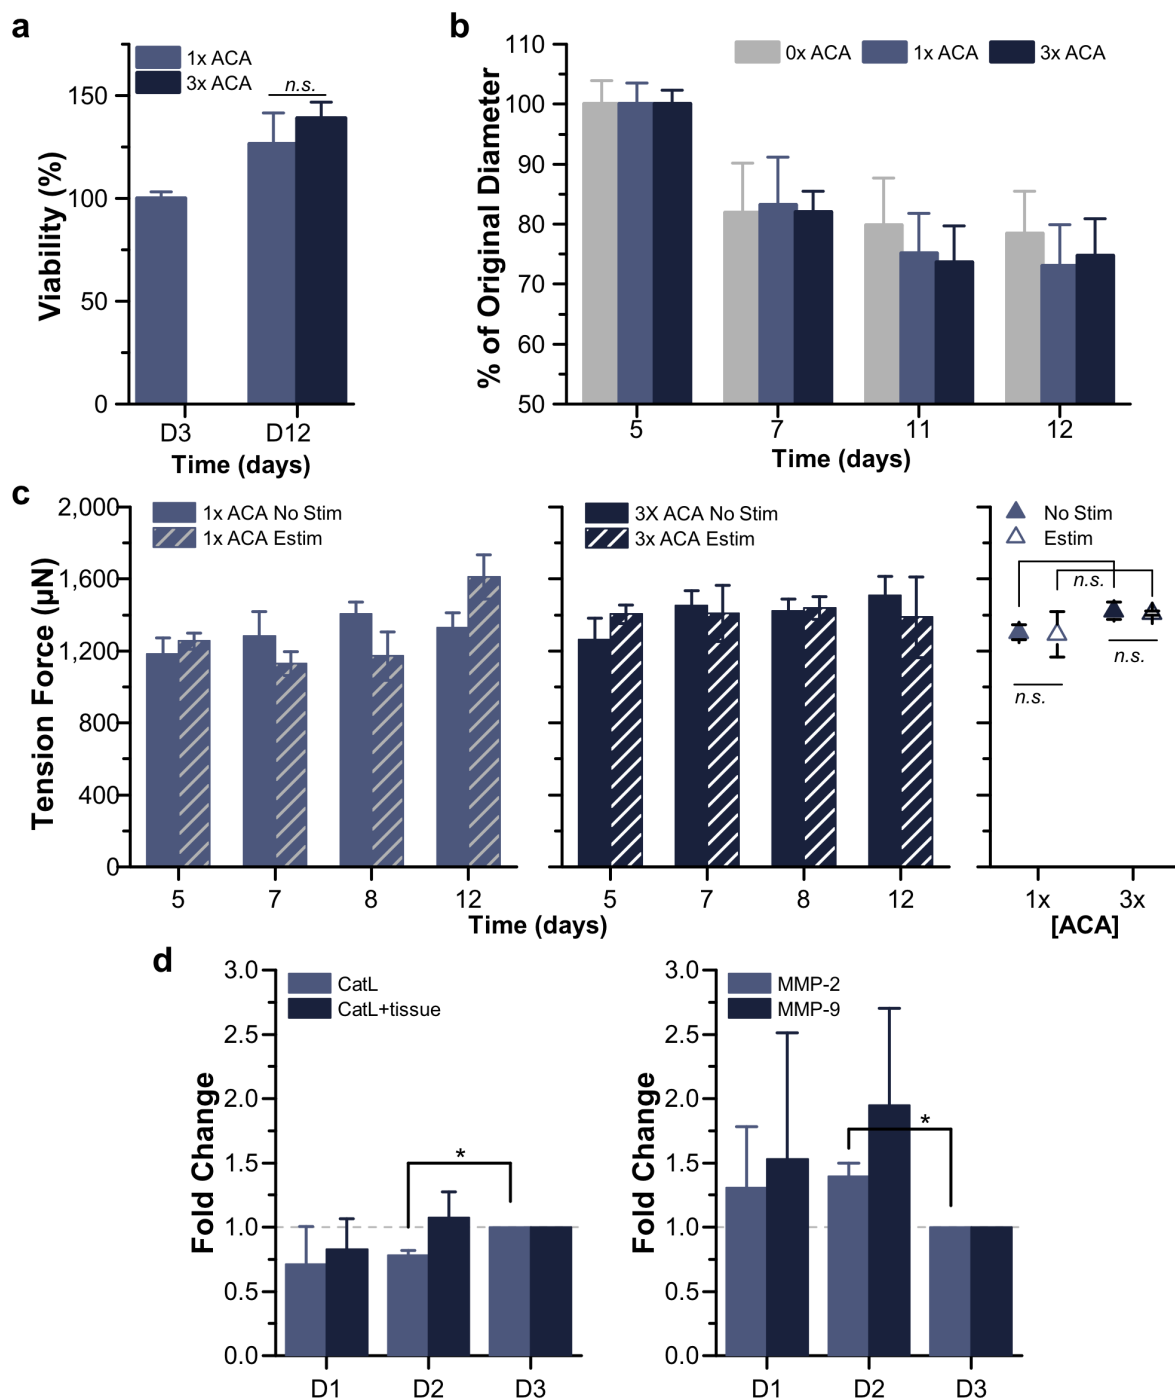 a
1x ACA
3x ACA
n.s.
150
100
50
0
Viability (%)
D3 D12
Time (days)
b
0x ACA 1x ACA 3x ACA
110
100
90
80
70
60
50
% of Original Diameter
5 7 11 12
Time (days)
c
2,000
1,600
1,200
800
400
0
Tension Force (µN)
1x ACA No Stim
1x ACA Estim
5 7 8 12
3X ACA No Stim
3x ACA Estim
5 7 8 12
Time (days)
No Stim
Estim
n.s.
n.s.
n.s.
1x 3x
[ACA]
d
3.0
2.5
2.0
1.5
1.0
0.5
0.0
Fold Change
CatL
CatL+tissue
*
D1 D2 D3
3.0
2.5
2.0
1.5
1.0
0.5
0.0
Fold Change
MMP-2
MMP-9
*
D1 D2 D3